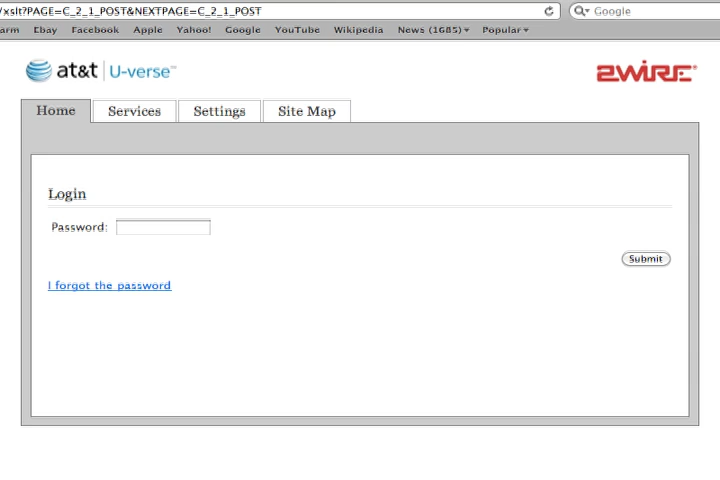 /xslt?PAGE=C_2_1_POST&NEXTPAGE=C_2_1_POST
Google
arm Ebay Facebook Apple Yahoo! Google YouTube Wikipedia News (1685) Popular
at&t U-verse™
2WIRE®
Home Services Settings Site Map
Login
Password:
Submit
I forgot the password